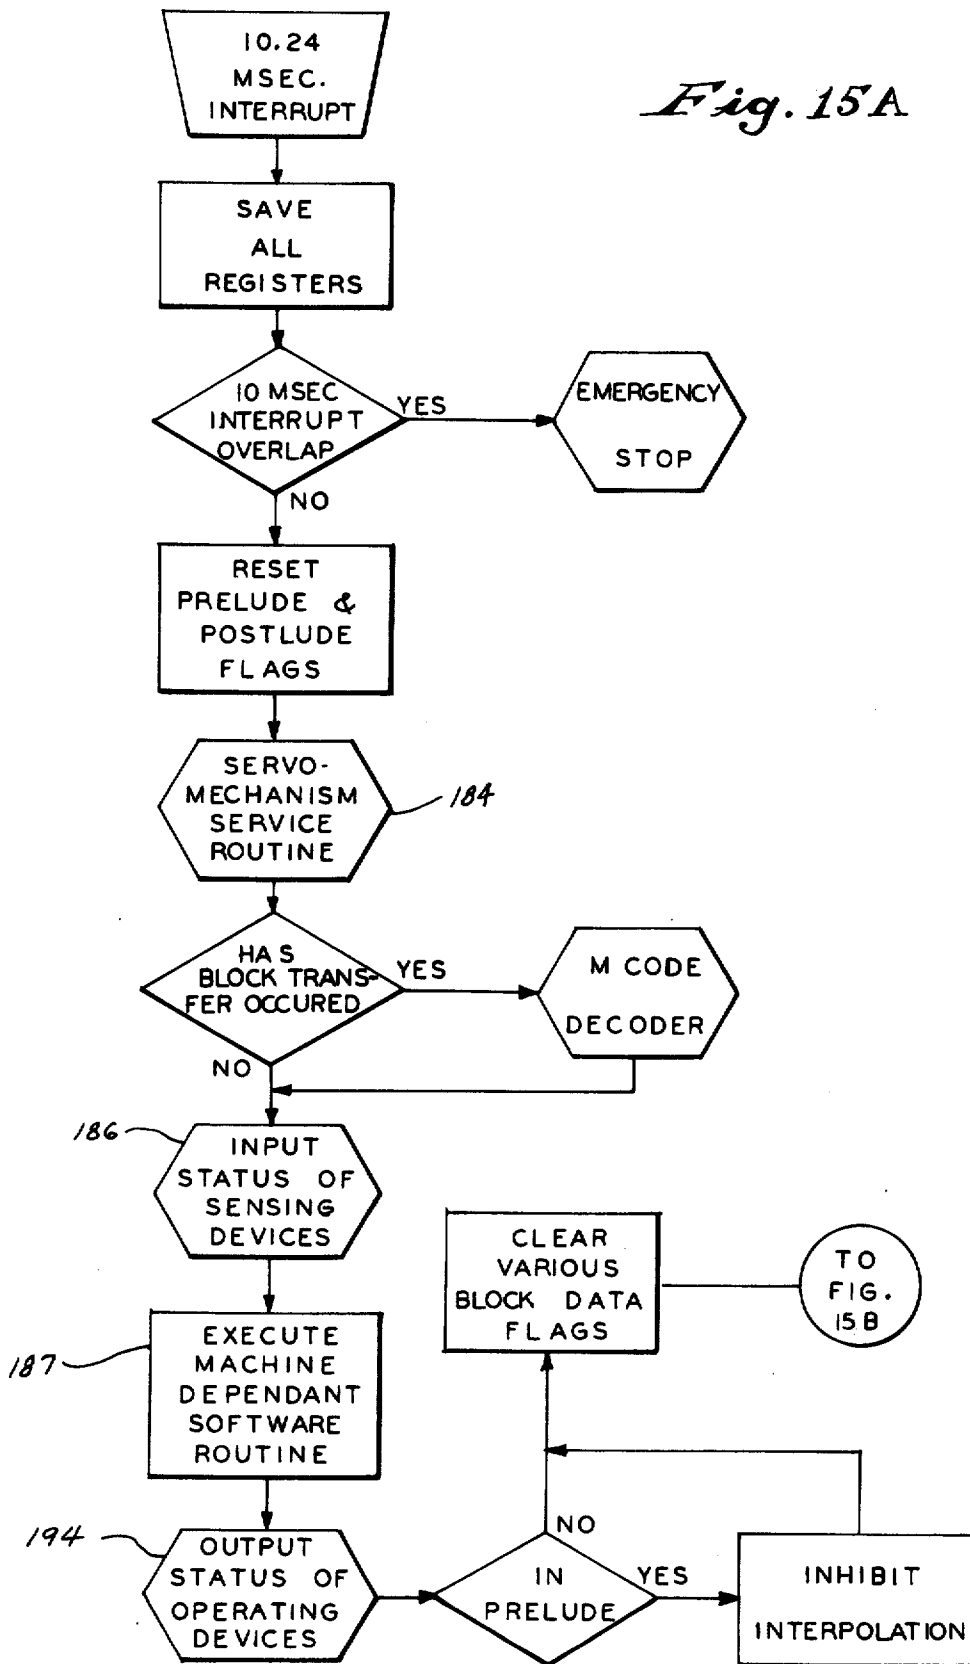 10.24
MSEC.
INTERRUPT
Fig. 15A
SAVE
ALL
REGISTERS
10 MSEC
INTERRUPT
OVERLAP
YES
NO
EMERGENCY
STOP
RESET
PRELUDE &
POSTLUDE
FLAGS
SERVO-
MECHANISM
SERVICE
ROUTINE
184
HAS
BLOCK TRANS-
FER OCCURED
YES
NO
M CODE
DECODER
186
INPUT
STATUS OF
SENSING
DEVICES
187
EXECUTE
MACHINE
DEPENDANT
SOFTWARE
ROUTINE
194
OUTPUT
STATUS OF
OPERATING
DEVICES
IN
PRELUDE
NO
YES
INHIBIT
INTERPOLATION
CLEAR
VARIOUS
BLOCK DATA
FLAGS
TO
FIG.
15B